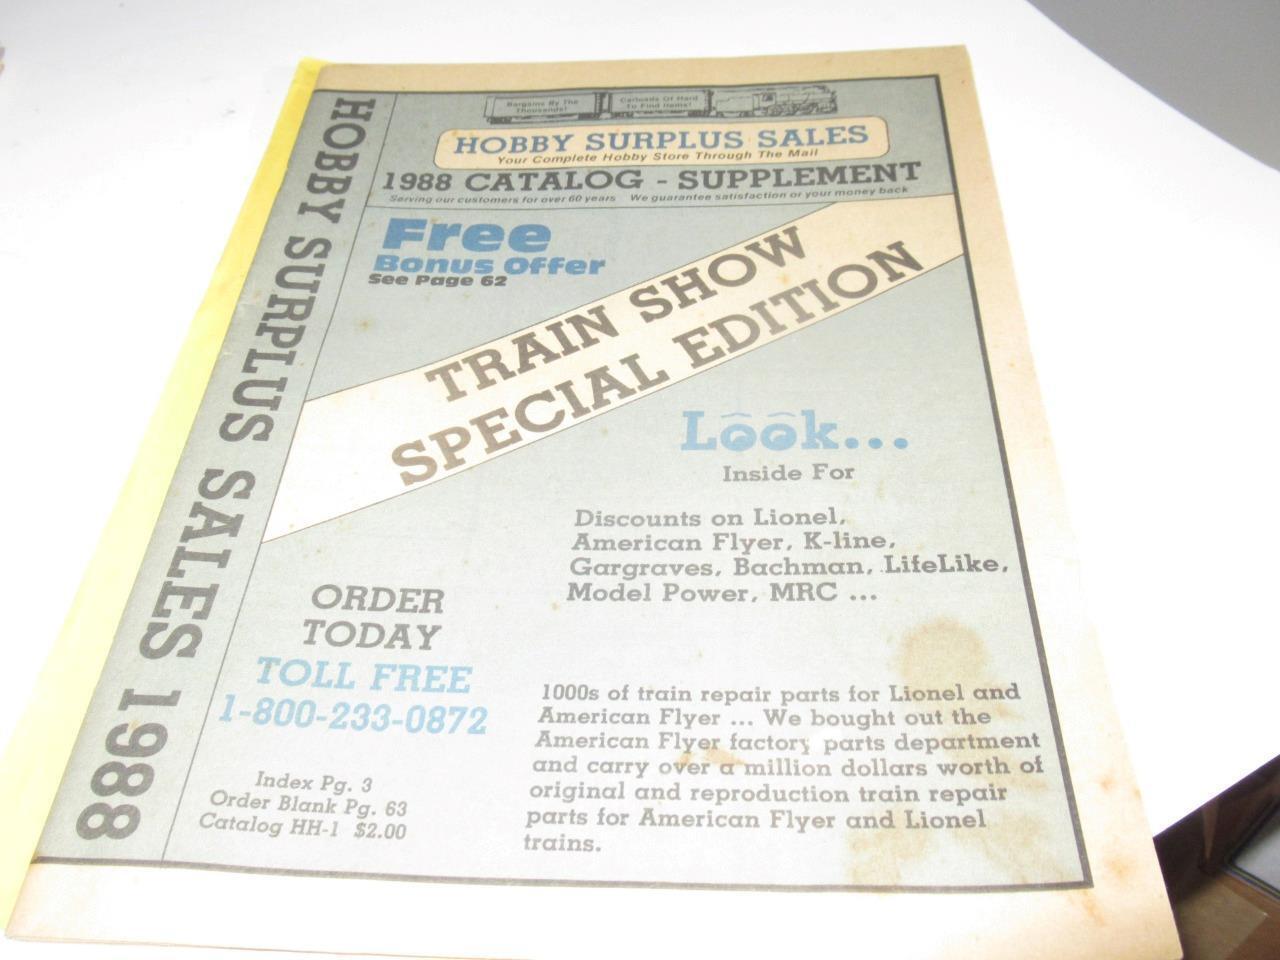 Bargains By The
Thousands!
Carloads Of Hard
To Find Items!
HOBBY SURPLUS SALES
Your Complete Hobby Store Through The Mail
1988 CATALOG - SUPPLEMENT
Serving our customers for over 60 years We guarantee satisfaction or your money back
HOBBY SURPLUS SALES 1988
Free
Bonus Offer
See Page 62
TRAIN SHOW
SPECIAL EDITION
Look...
Inside For
Discounts on Lionel,
American Flyer, K-line,
Gargraves, Bachman, LifeLike,
Model Power, MRC ...
ORDER
TODAY
TOLL FREE
1-800-233-0872
1000s of train repair parts for Lionel and
American Flyer ... We bought out the
American Flyer factory parts department
and carry over a million dollars worth of
original and reproduction train repair
parts for American Flyer and Lionel
trains.
Index Pg. 3
Order Blank Pg. 63
Catalog HH-1 $2.00